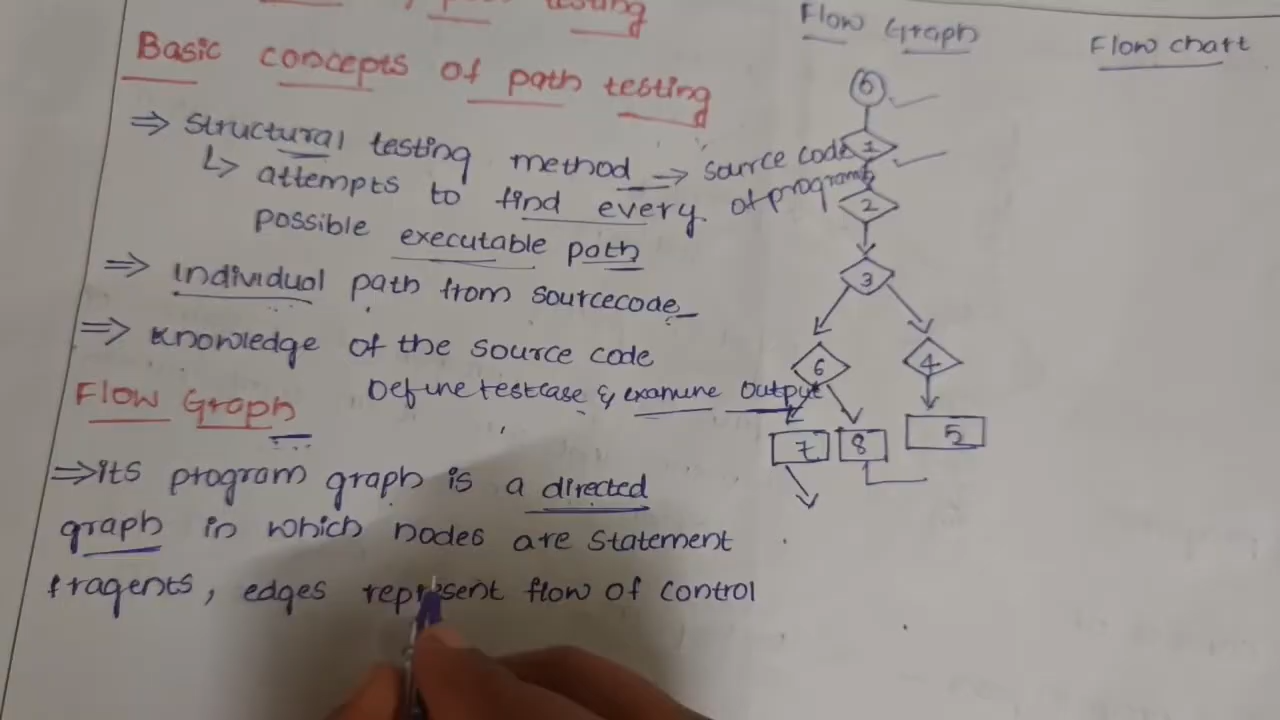 testing
Basic concepts of path testing
⇒ structural testing method → source code
of program
↳ attempts to find every
possible executable path
⇒ individual path from sourcecode
⇒ knowledge of the source code
Define testcase & examine output
Flow Graph
⇒ its program graph is a directed
graph in which nodes are statement
fragents, edges represent flow of control
Flow Graph
1
2
3
6
4
7
8
5
Flow chart